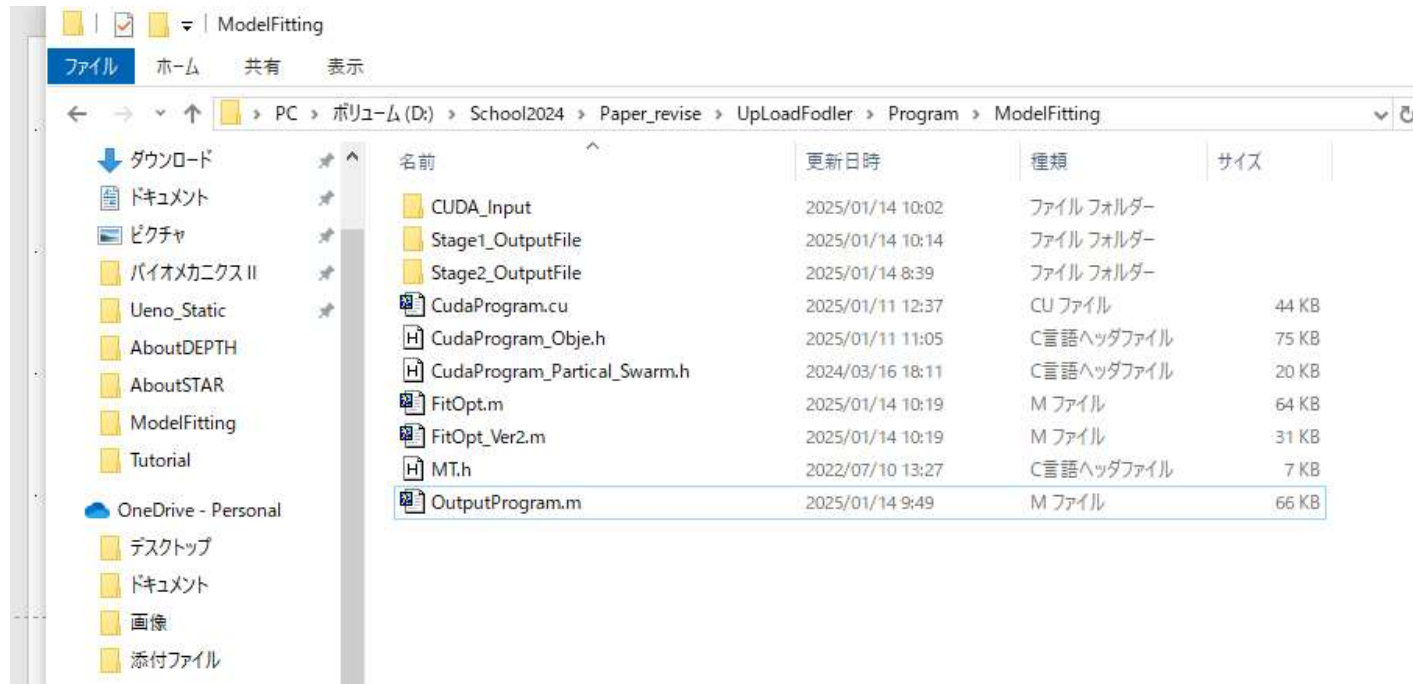 ModelFitting
ファイル ホーム 共有 表示
PC > ボリューム (D:) > School2024 > Paper_revise > UpLoadFodler > Program > ModelFitting
ダウンロード
ドキュメント
ピクチャ
バイオメカニクス II
Ueno_Static
AboutDEPTH
AboutSTAR
ModelFitting
Tutorial
OneDrive - Personal
デスクトップ
ドキュメント
画像
添付ファイル
名前 更新日時 種類 サイズ
CUDA_Input 2025/01/14 10:02 ファイル フォルダー
Stage1_OutputFile 2025/01/14 10:14 ファイル フォルダー
Stage2_OutputFile 2025/01/14 8:39 ファイル フォルダー
CudaProgram.cu 2025/01/11 12:37 CU ファイル 44 KB
CudaProgram_Obje.h 2025/01/11 11:05 C言語ヘッダファイル 75 KB
CudaProgram_Partical_Swarm.h 2024/03/16 18:11 C言語ヘッダファイル 20 KB
FitOpt.m 2025/01/14 10:19 M ファイル 64 KB
FitOpt_Ver2.m 2025/01/14 10:19 M ファイル 31 KB
MT.h 2022/07/10 13:27 C言語ヘッダファイル 7 KB
OutputProgram.m 2025/01/14 9:49 M ファイル 66 KB